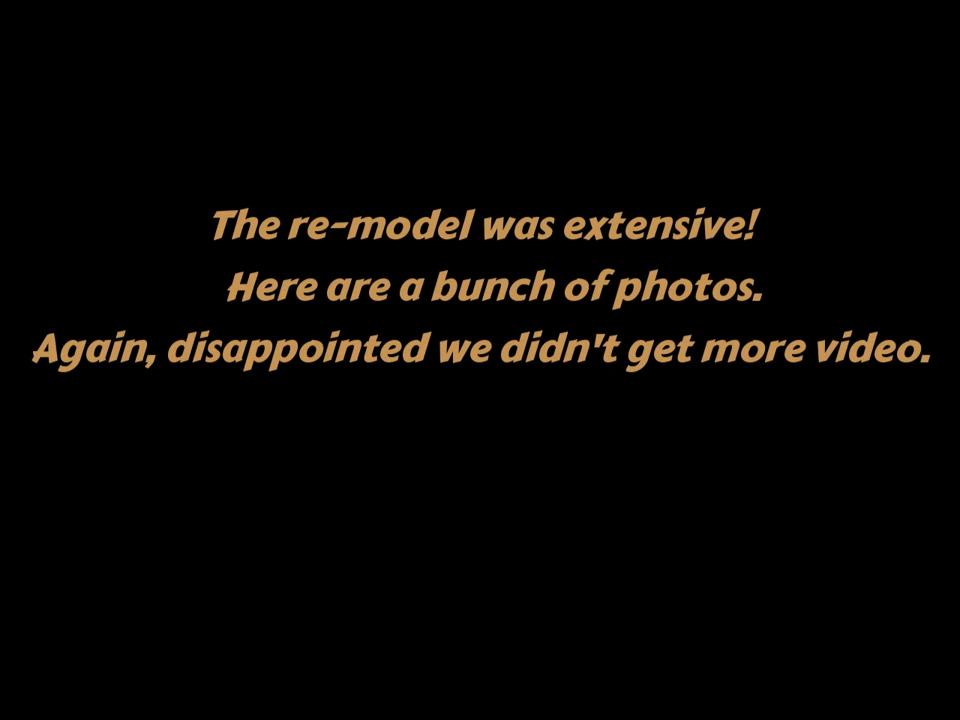 The re-model was extensive!
Here are a bunch of photos.
Again, disappointed we didn't get more video.